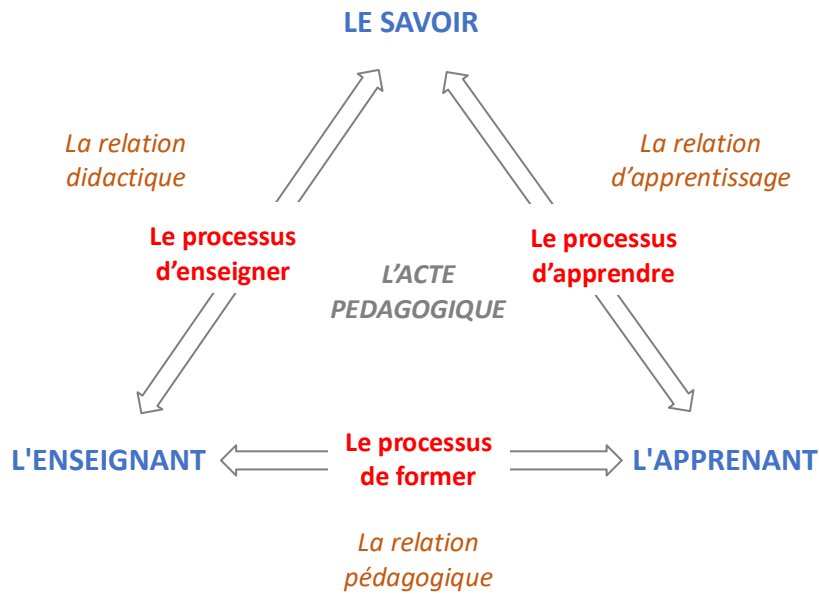 LE SAVOIR
La relation
didactique
La relation
d’apprentissage
Le processus
d’enseigner
L’ACTE
PEDAGOGIQUE
Le processus
d’apprendre
L'ENSEIGNANT
Le processus
de former
L'APPRENANT
La relation
pédagogique